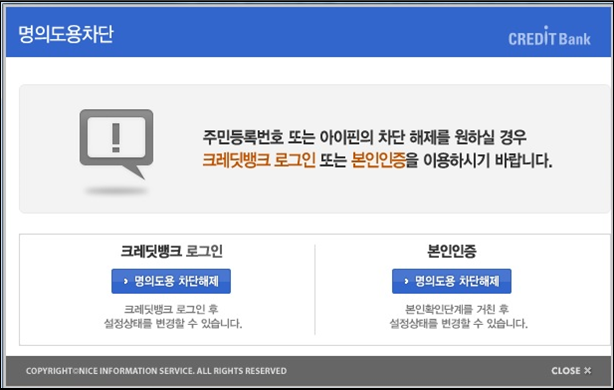 명의도용차단
CREDiT Bank
주민등록번호 또는 아이핀의 차단 해제를 원하실 경우
크레딧뱅크 로그인 또는 본인인증을 이용하시기 바랍니다.
크레딧뱅크 로그인
› 명의도용 차단해제
크레딧뱅크 로그인 후
설정상태를 변경할 수 있습니다.
본인인증
› 명의도용 차단해제
본인확인단계를 거친 후
설정상태를 변경할 수 있습니다.
COPYRIGHT©NICE INFORMATION SERVICE. ALL RIGHTS RESERVED
CLOSE ×